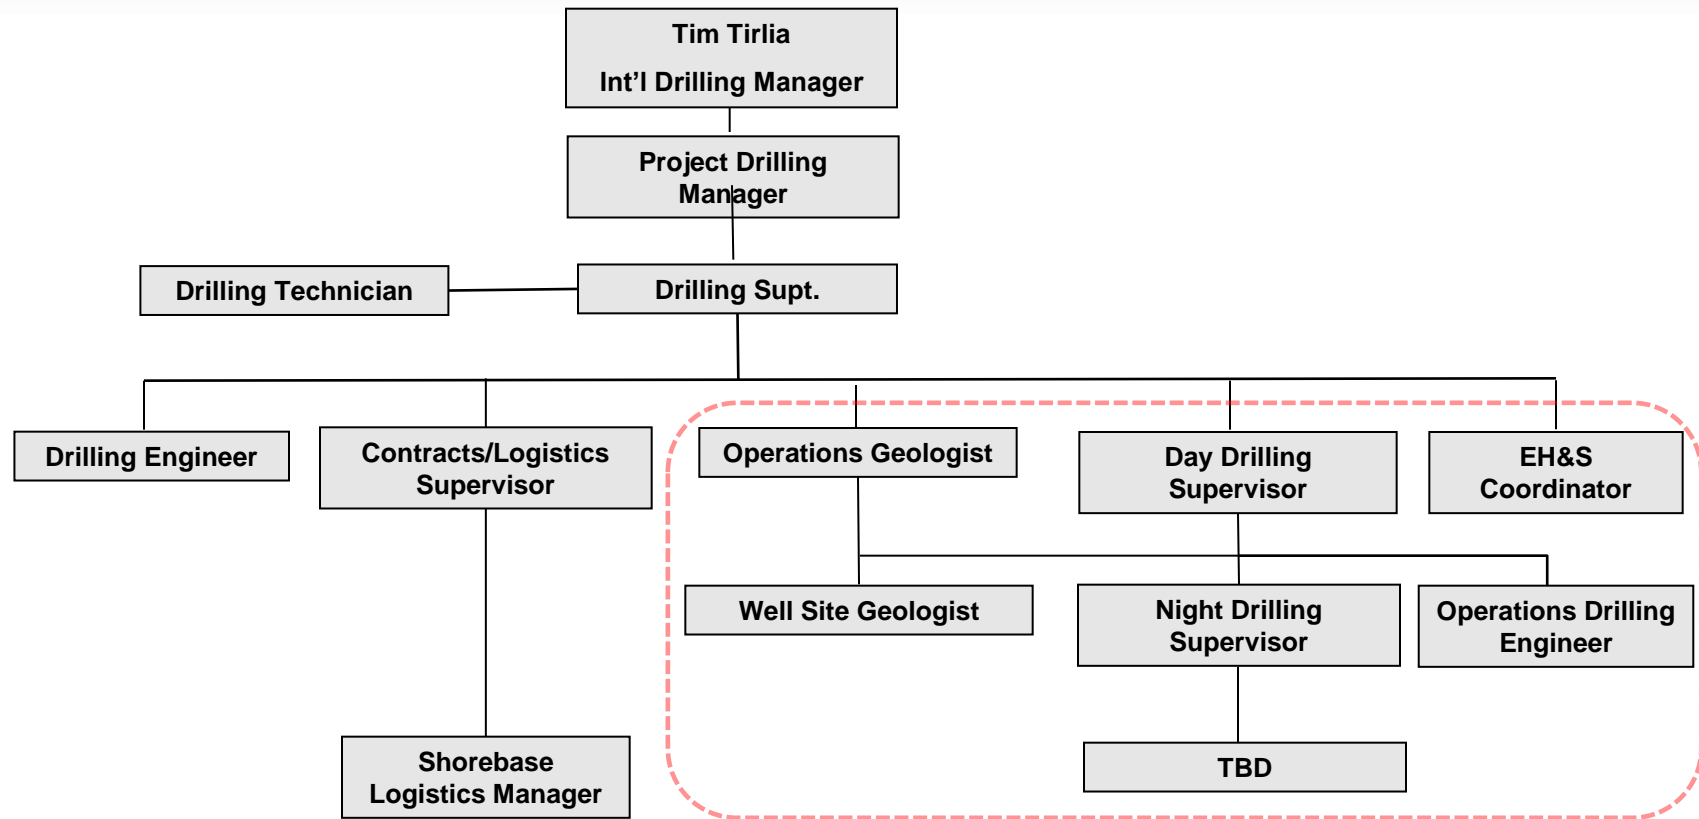 Tim Tirlia
Int’l Drilling Manager
Project Drilling
Manager
Drilling Technician
Drilling Supt.
Drilling Engineer
Contracts/Logistics
Supervisor
Operations Geologist
Day Drilling
Supervisor
EH&S
Coordinator
Well Site Geologist
Night Drilling
Supervisor
Operations Drilling
Engineer
Shorebase
Logistics Manager
TBD